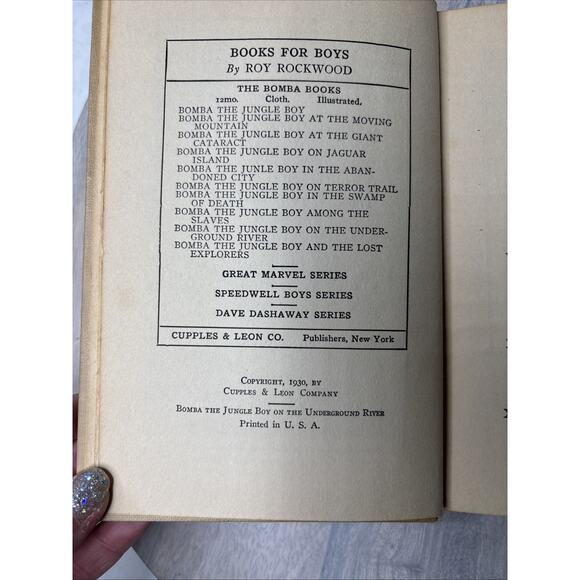 BOOKS FOR BOYS
By ROY ROCKWOOD
THE BOMBA BOOKS
12mo. Cloth. Illustrated,
BOMBA THE JUNGLE BOY
BOMBA THE JUNGLE BOY AT THE MOVING
MOUNTAIN
BOMBA THE JUNGLE BOY AT THE GIANT
CATARACT
BOMBA THE JUNGLE BOY ON JAGUAR
ISLAND
BOMBA THE JUNLE BOY IN THE ABAN-
DONED CITY
BOMBA THE JUNGLE BOY ON TERROR TRAIL
BOMBA THE JUNGLE BOY IN THE SWAMP
OF DEATH
BOMBA THE JUNGLE BOY AMONG THE
SLAVES
BOMBA THE JUNGLE BOY ON THE UNDER-
GROUND RIVER
BOMBA THE JUNGLE BOY AND THE LOST
EXPLORERS
GREAT MARVEL SERIES
SPEEDWELL BOYS SERIES
DAVE DASHAWAY SERIES
CUPPLES & LEON CO. Publishers, New York
COPYRIGHT, 1930, BY
CUPPLES & LEON COMPANY
BOMBA THE JUNGLE BOY ON THE UNDERGROUND RIVER
Printed in U. S. A.